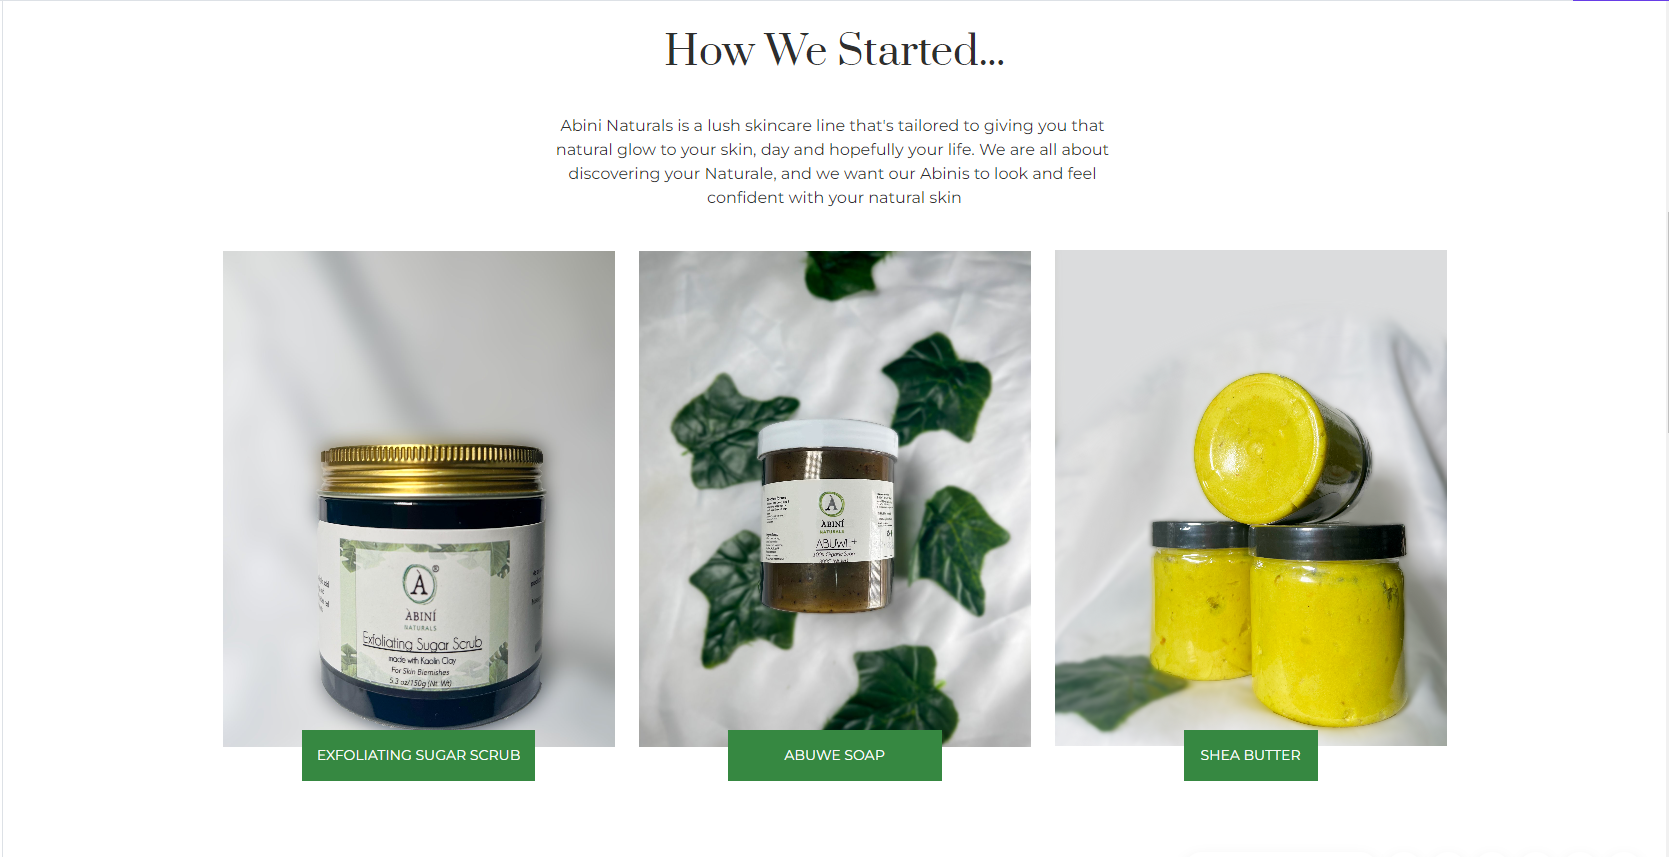 How We Started...
Abini Naturals is a lush skincare line that's tailored to giving you that
natural glow to your skin, day and hopefully your life. We are all about
discovering your Naturale, and we want our Abinis to look and feel
confident with your natural skin
À
®
ÀBINÍ
NATURALS
Exfoliating Sugar Scrub
made with Kaolin Clay
For Skin Blemishes
5.3 oz/150g (Nt. Wt)
À
ÀBINÍ
NATURALS
EXFOLIATING SUGAR SCRUB
ABUWE SOAP
SHEA BUTTER